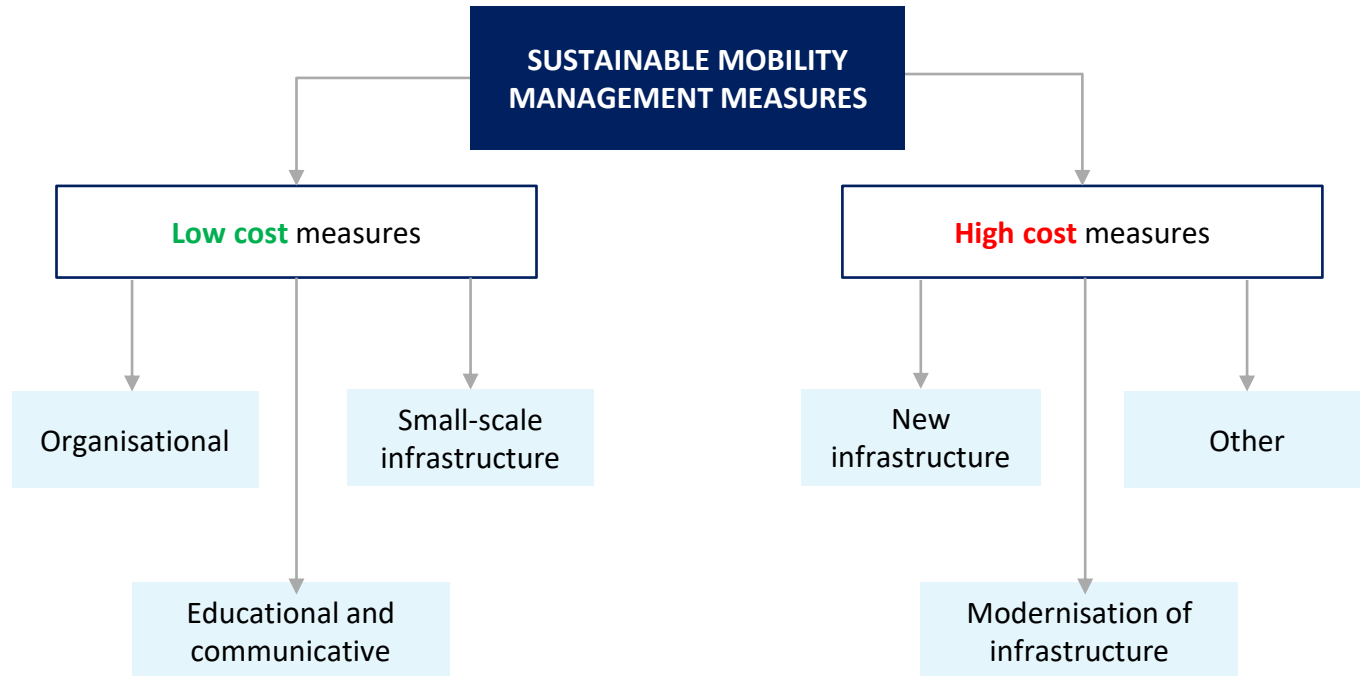 SUSTAINABLE MOBILITY
MANAGEMENT MEASURES
Low cost measures
High cost measures
Organisational
Small-scale
infrastructure
New
infrastructure
Other
Educational and
communicative
Modernisation of
infrastructure